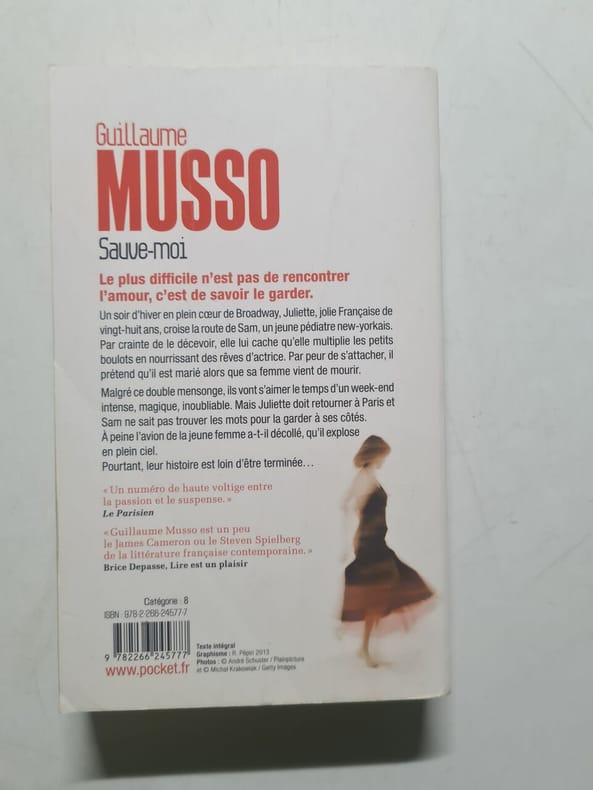 Guillaume
MUSSO
Sauve-moi
Le plus difficile n'est pas de rencontrer
l'amour, c'est de savoir le garder.
Un soir d'hiver en plein cœur de Broadway, Juliette, jolie Française de
vingt-huit ans, croise la route de Sam, un jeune pédiatre new-yorkais.
Par crainte de le décevoir, elle lui cache qu'elle multiplie les petits
boulots en nourrissant des rêves d'actrice. Par peur de s'attacher, il
prétend qu'il est marié alors que sa femme vient de mourir.
Malgré ce double mensonge, ils vont s'aimer le temps d'un week-end
intense, magique, inoubliable. Mais Juliette doit retourner à Paris et
Sam ne sait pas trouver les mots pour la garder à ses côtés.
À peine l'avion de la jeune femme a-t-il décollé, qu'il explose
en plein ciel.
Pourtant, leur histoire est loin d'être terminée…
« Un numéro de haute voltige entre
la passion et le suspense. »
Le Parisien
« Guillaume Musso est un peu
le James Cameron ou le Steven Spielberg
de la littérature française contemporaine. »
Brice Depasse, Lire est un plaisir
Catégorie : 8
ISBN : 978-2-266-24577-7
9 782266 245777
www.pocket.fr
Texte intégral
Graphisme : R. Pépin 2013
Photos : © André Schuster / Plainpicture
et © Michal Krakowiak / Getty Images